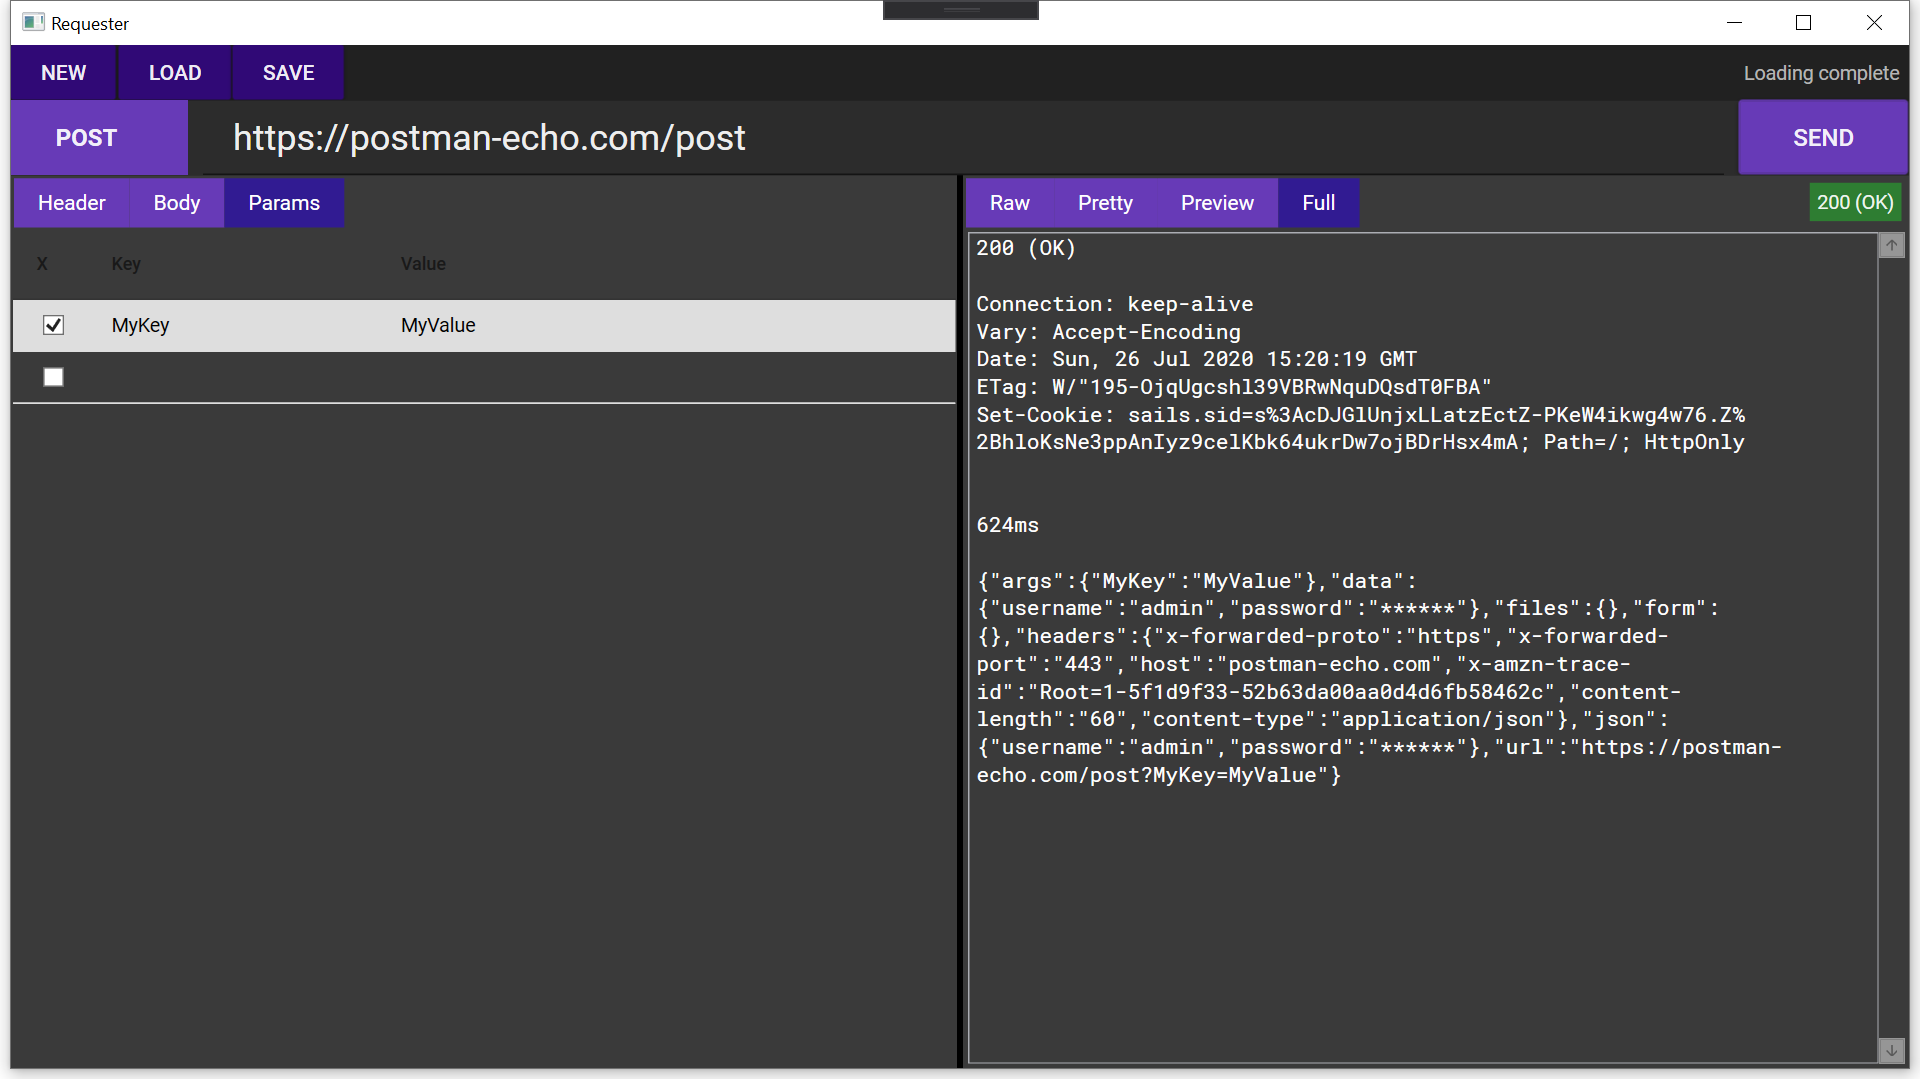 Requester
NEW LOAD SAVE Loading complete
POST https://postman-echo.com/post SEND
Header Body Params
X Key Value
MyKey MyValue
Raw Pretty Preview Full 200 (OK)
200 (OK)
Connection: keep-alive
Vary: Accept-Encoding
Date: Sun, 26 Jul 2020 15:20:19 GMT
ETag: W/"195-OjqUgcshl39VBRwNquDQsdT0FBA"
Set-Cookie: sails.sid=s%3AcDJGlUnjxLLatzEctZ-PKeW4ikwg4w76.Z%
2BhloKsNe3ppAnIyz9celKbk64ukrDw7ojBDrHsx4mA; Path=/; HttpOnly
624ms
{"args":{"MyKey":"MyValue"},"data":
{"username":"admin","password":"******"},"files":{},"form":
{},"headers":{"x-forwarded-proto":"https","x-forwarded-
port":"443","host":"postman-echo.com","x-amzn-trace-
id":"Root=1-5f1d9f33-52b63da00aa0d4d6fb58462c","content-
length":"60","content-type":"application/json"},"json":
{"username":"admin","password":"******"},"url":"https://postman-
echo.com/post?MyKey=MyValue"}